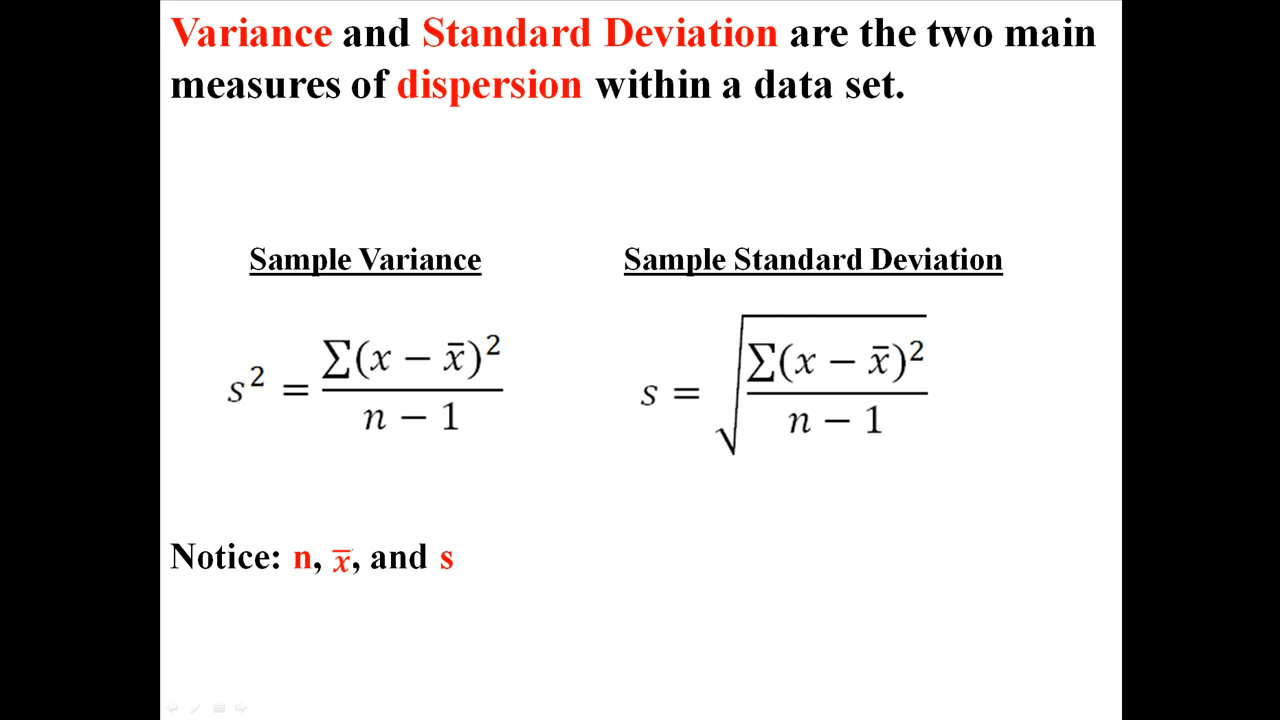 Variance and Standard Deviation are the two main
measures of dispersion within a data set.
Sample Variance
Sample Standard Deviation
s² = Σ(x − x̄)² / (n − 1)
s = √(Σ(x − x̄)² / (n − 1))
Notice: n, x̄, and s